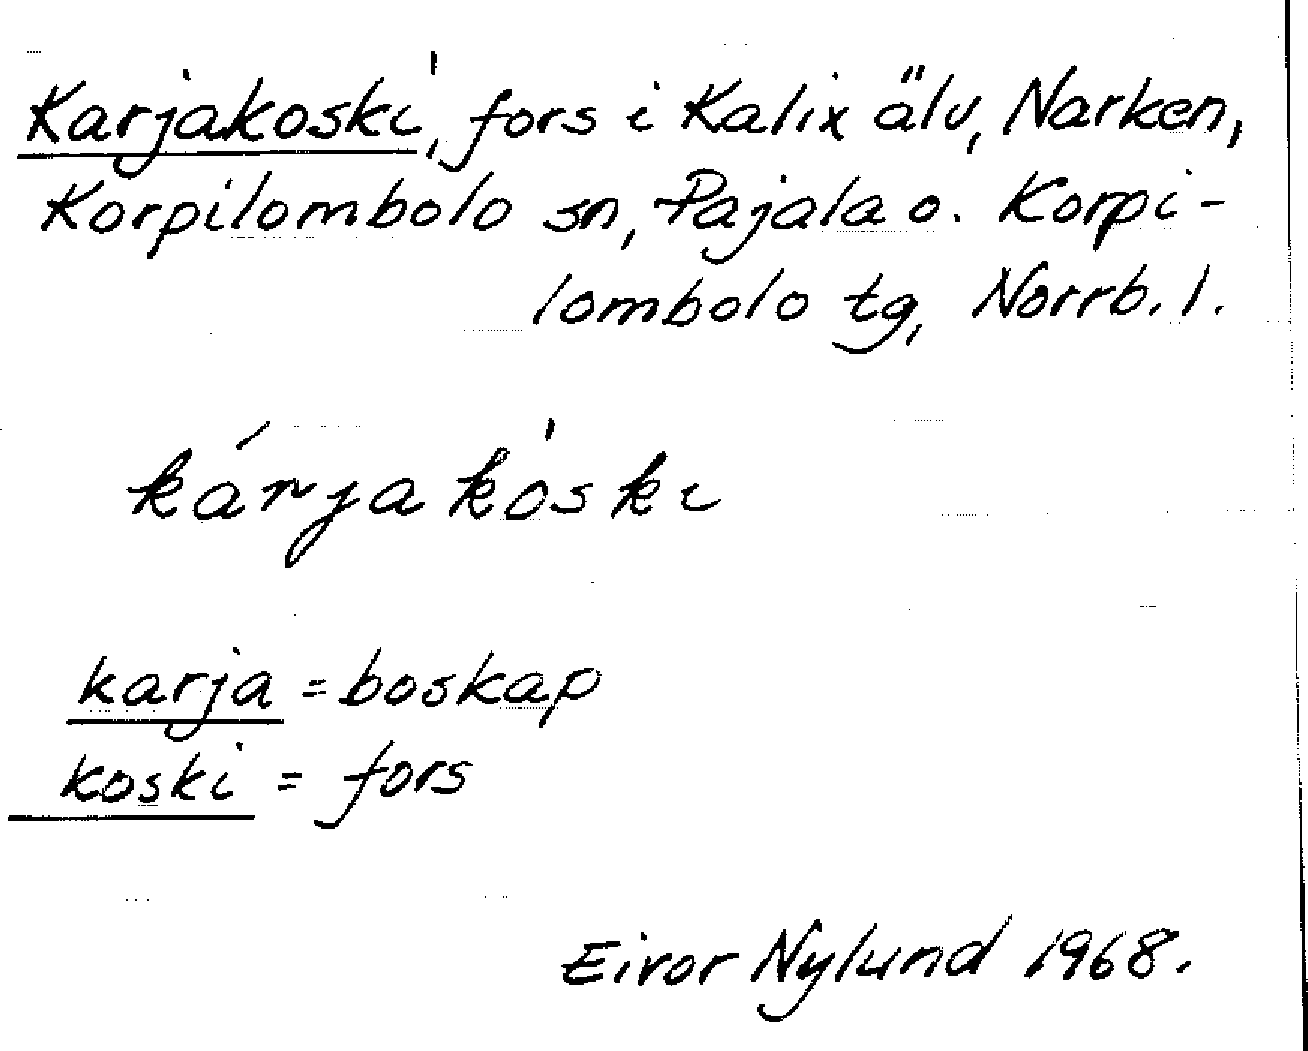 Karjakoski, fors i Kalix älv, Narken,
Korpilombolo sn, Pajala o. Korpi-
lombolo tg, Norrb. l.
kárjakòski
karja = boskap
koski = fors
Eivor Nylund 1968.